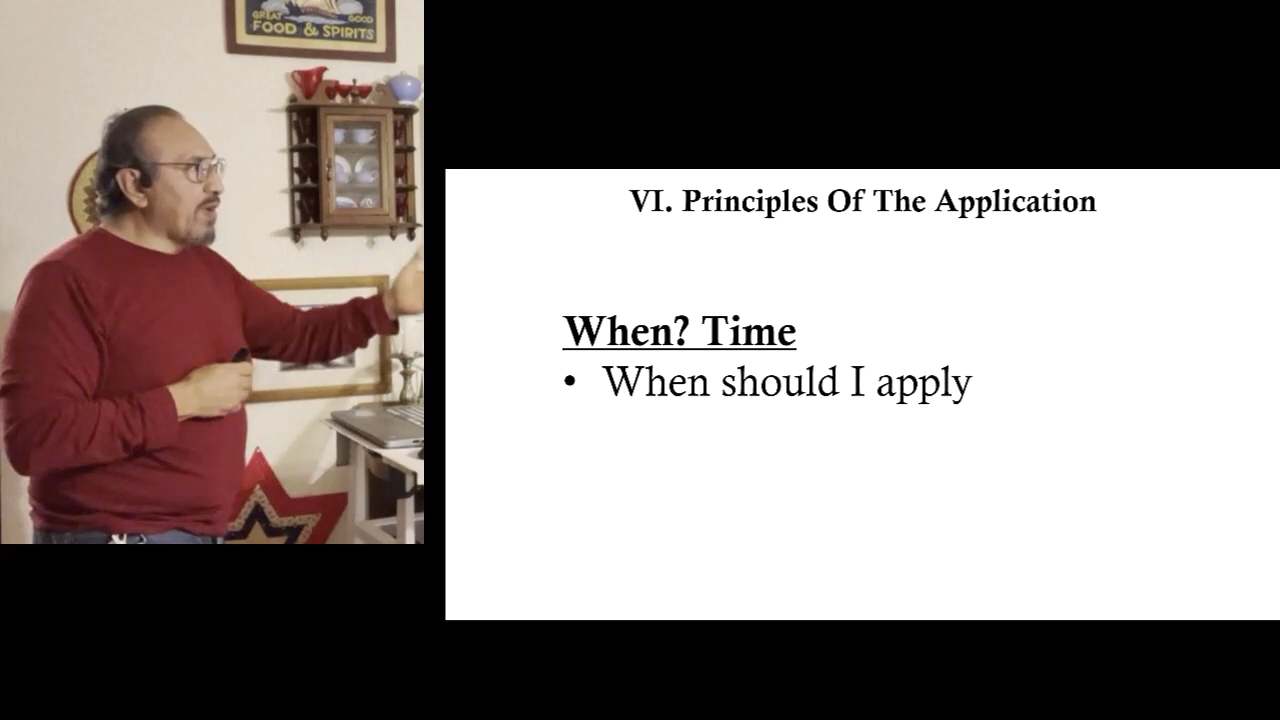 GREAT GOOD
FOOD & SPIRITS
VI. Principles Of The Application
When? Time
• When should I apply